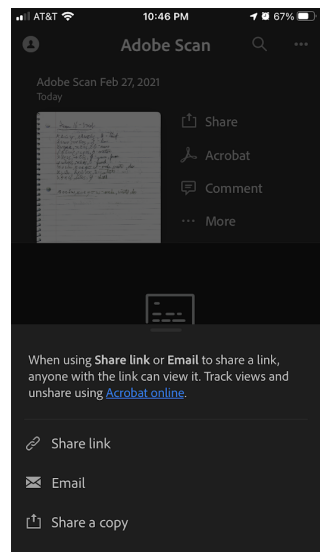 AT&T 10:46 PM 67%
Adobe Scan
Adobe Scan Feb 27, 2021
Today
Share
Acrobat
Comment
More
When using Share link or Email to share a link,
anyone with the link can view it. Track views and
unshare using Acrobat online.
Share link
Email
Share a copy